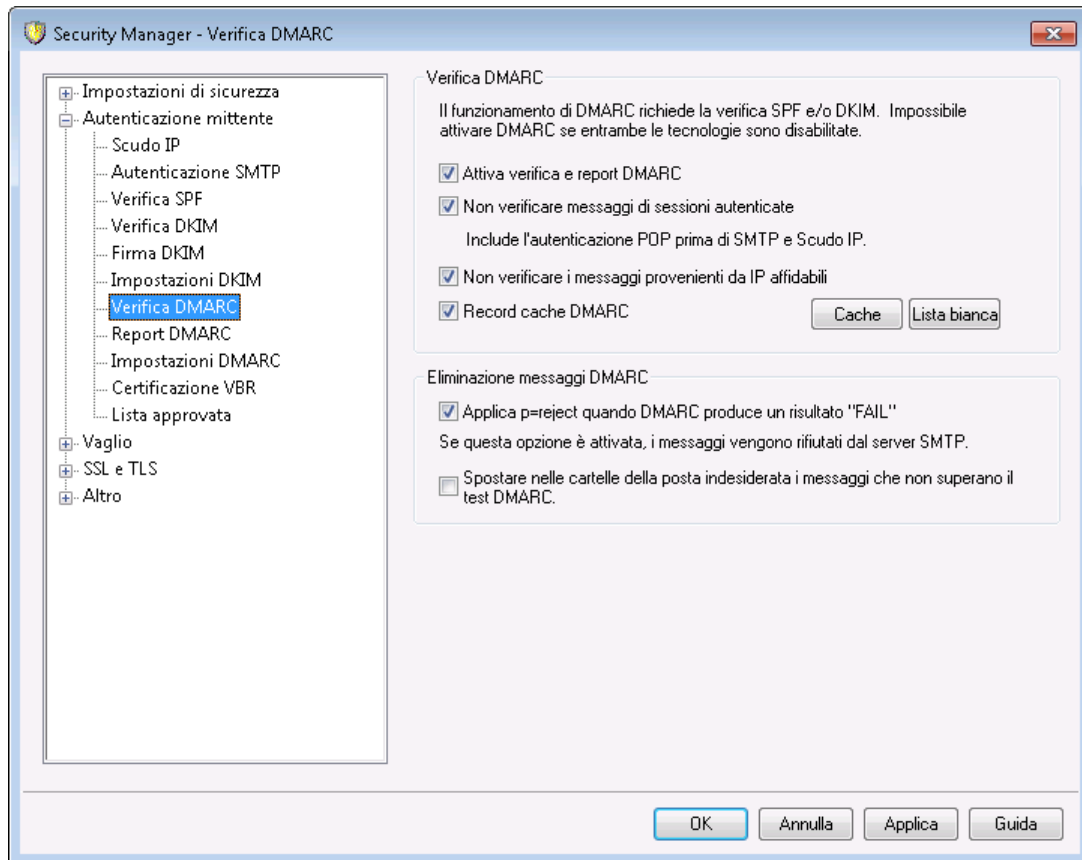 Security Manager - Verifica DMARC
Impostazioni di sicurezza
Autenticazione mittente
Scudo IP
Autenticazione SMTP
Verifica SPF
Verifica DKIM
Firma DKIM
Impostazioni DKIM
Verifica DMARC
Report DMARC
Impostazioni DMARC
Certificazione VBR
Lista approvata
Vaglio
SSL e TLS
Altro
Verifica DMARC
Il funzionamento di DMARC richiede la verifica SPF e/o DKIM. Impossibile
attivare DMARC se entrambe le tecnologie sono disabilitate.
Attiva verifica e report DMARC
Non verificare messaggi di sessioni autenticate
Include l'autenticazione POP prima di SMTP e Scudo IP.
Non verificare i messaggi provenienti da IP affidabili
Record cache DMARC
Cache
Lista bianca
Eliminazione messaggi DMARC
Applica p=reject quando DMARC produce un risultato "FAIL"
Se questa opzione è attivata, i messaggi vengono rifiutati dal server SMTP.
Spostare nelle cartelle della posta indesiderata i messaggi che non superano il
test DMARC.
OK
Annulla
Applica
Guida